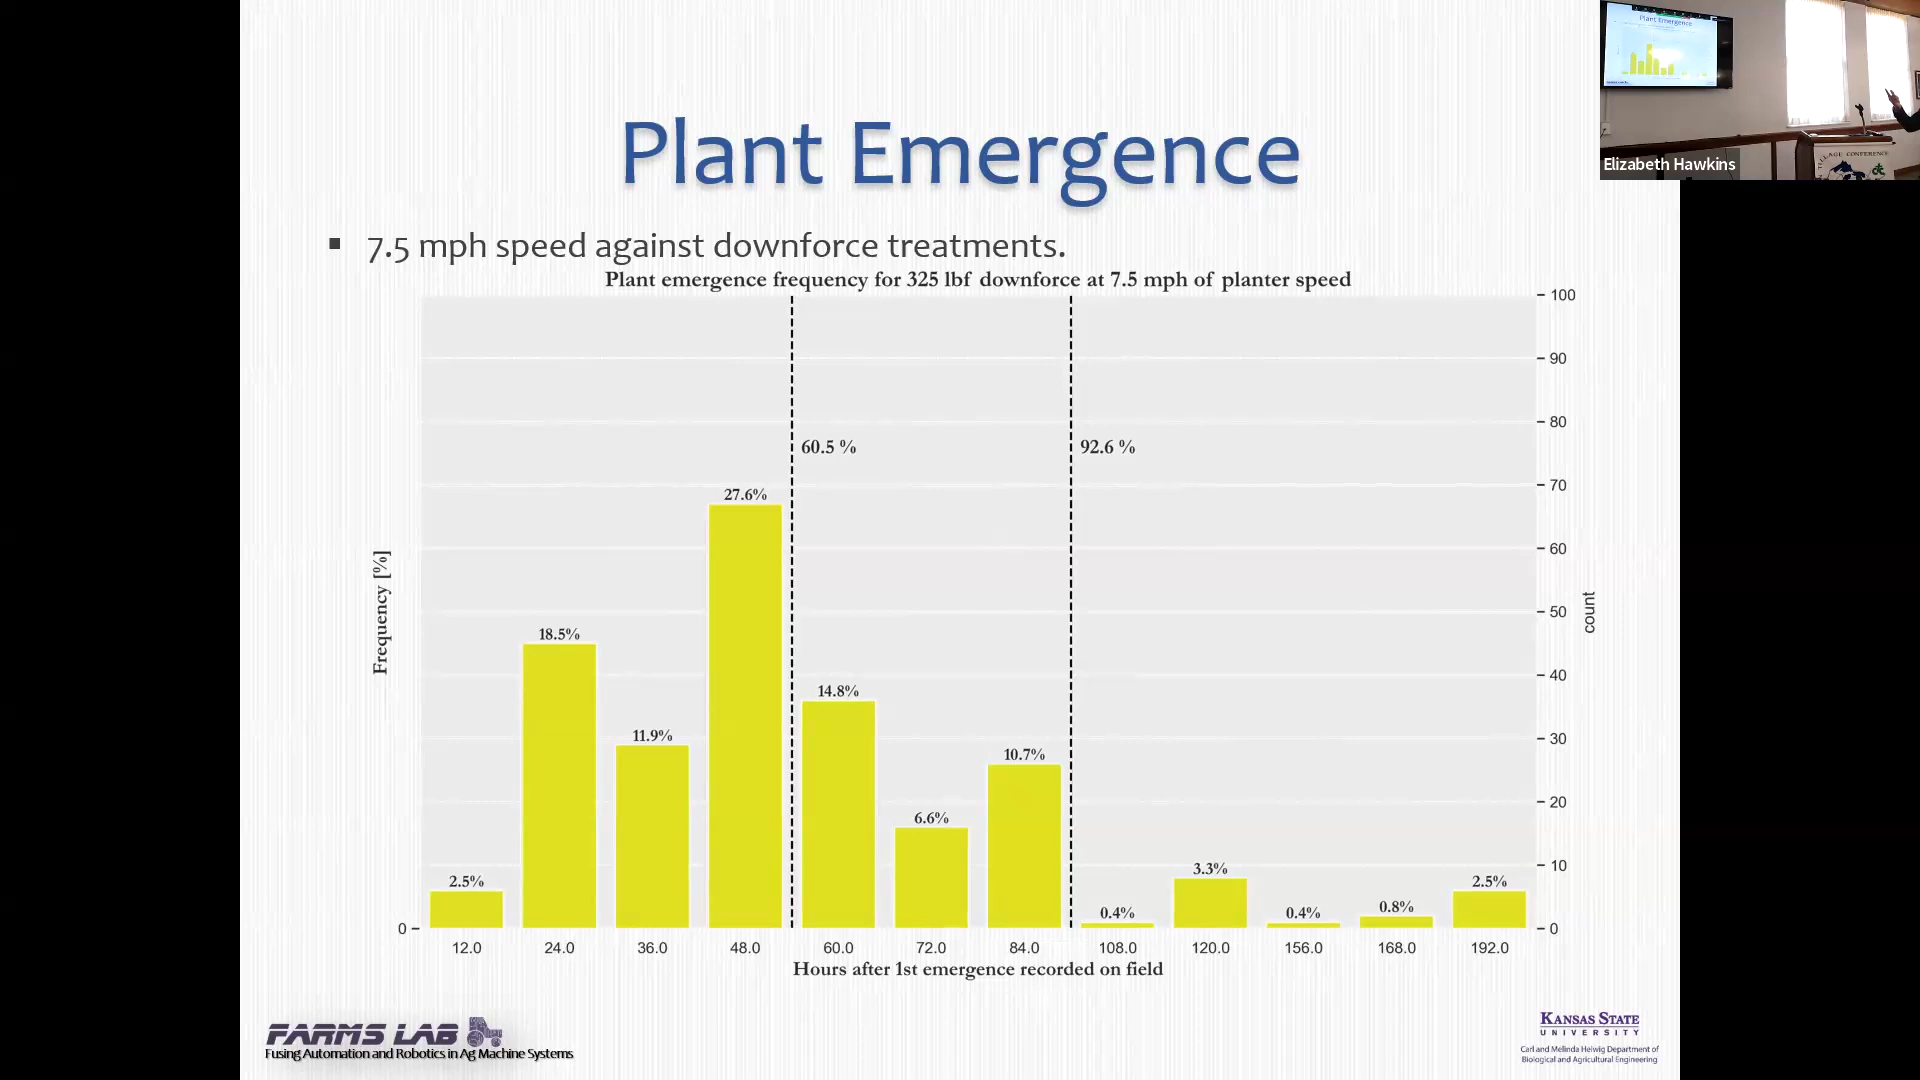 Plant Emergence
Plant Emergence
Elizabeth Hawkins
TILLAGE CONFERENCE
▪ 7.5 mph speed against downforce treatments.
Plant emergence frequency for 325 lbf downforce at 7.5 mph of planter speed
100
90
80
60.5 %
92.6 %
70
27.6%
60
Frequency [%]
50
count
18.5%
40
14.8%
11.9%
30
10.7%
20
6.6%
10
3.3%
2.5%
2.5%
0.4%
0.4%
0.8%
0
0
12.0 24.0 36.0 48.0 60.0 72.0 84.0 108.0 120.0 156.0 168.0 192.0
Hours after 1st emergence recorded on field
FARMS LAB
Fusing Automation and Robotics in Ag Machine Systems
KANSAS STATE
UNIVERSITY
Carl and Melinda Helwig Department of
Biological and Agricultural Engineering